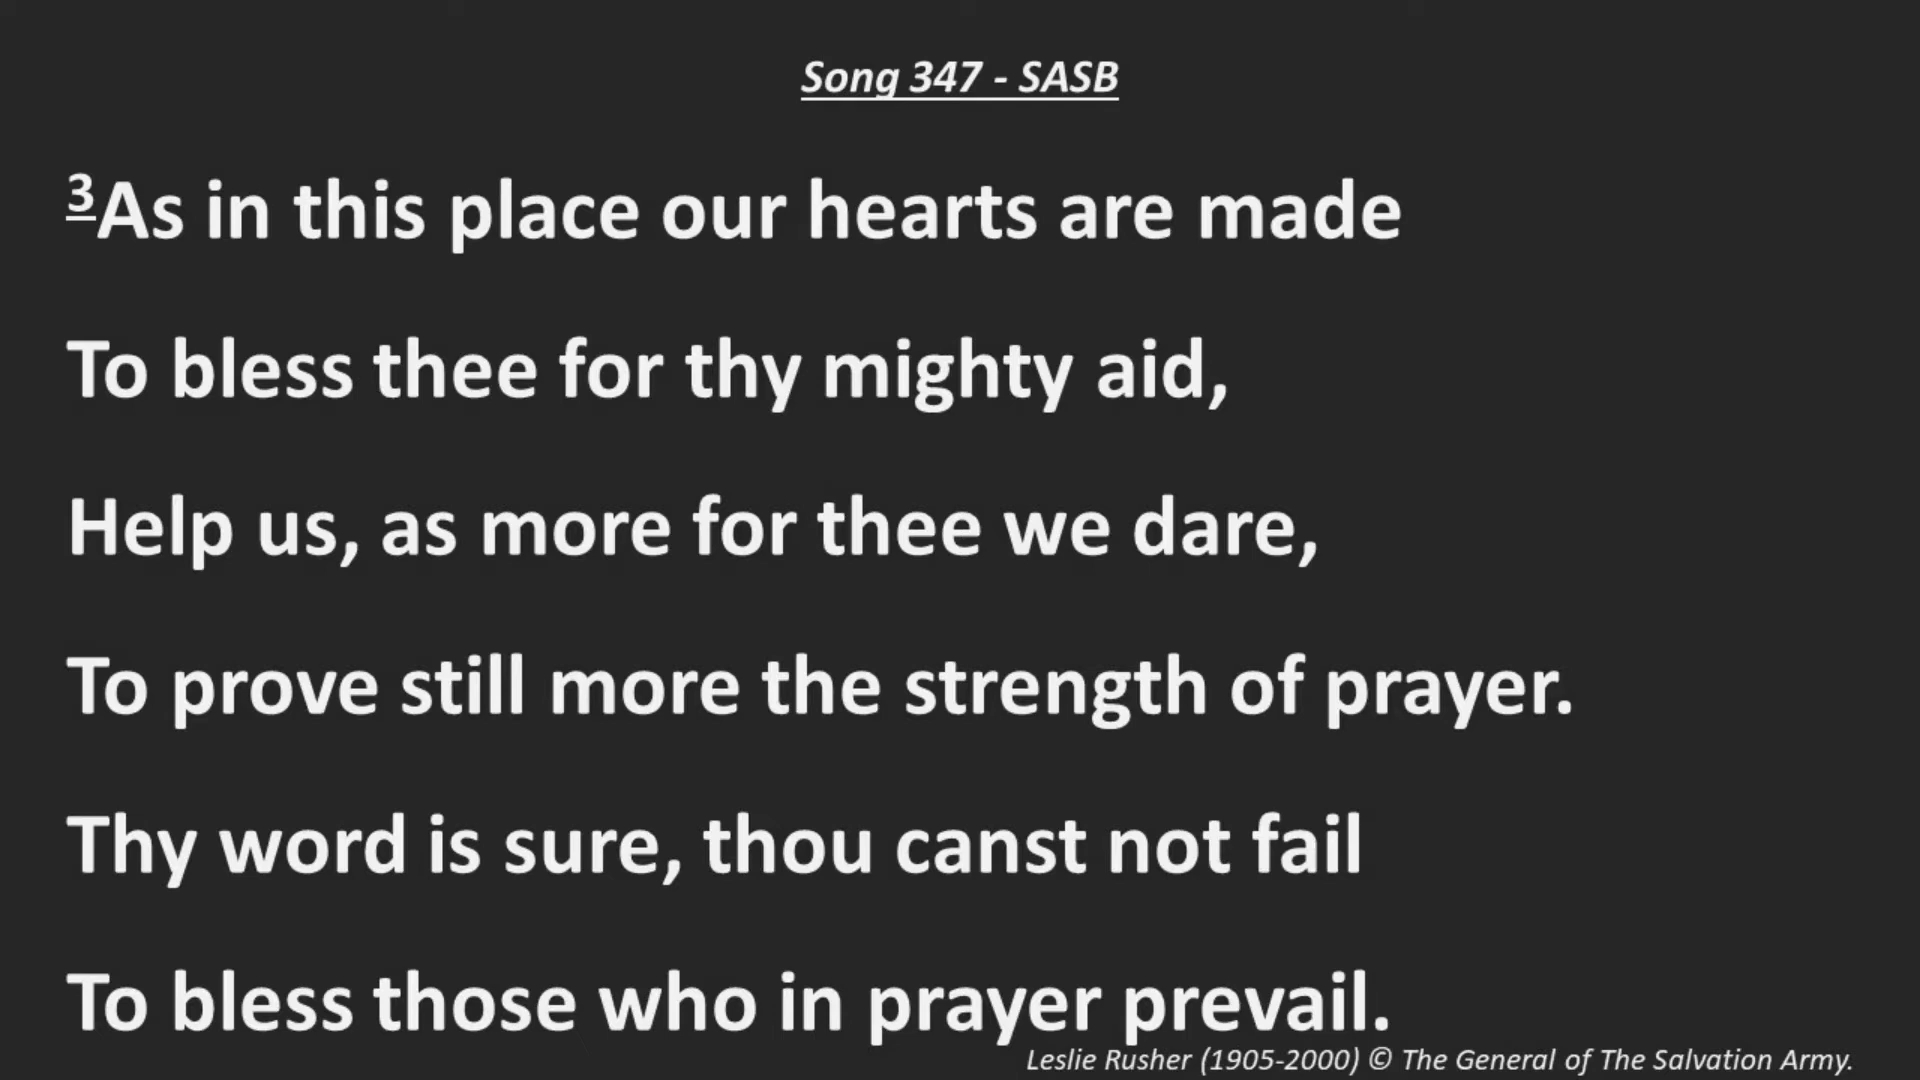 Song 347 - SASB
3As in this place our hearts are made
To bless thee for thy mighty aid,
Help us, as more for thee we dare,
To prove still more the strength of prayer.
Thy word is sure, thou canst not fail
To bless those who in prayer prevail.
Leslie Rusher (1905-2000) © The General of The Salvation Army.